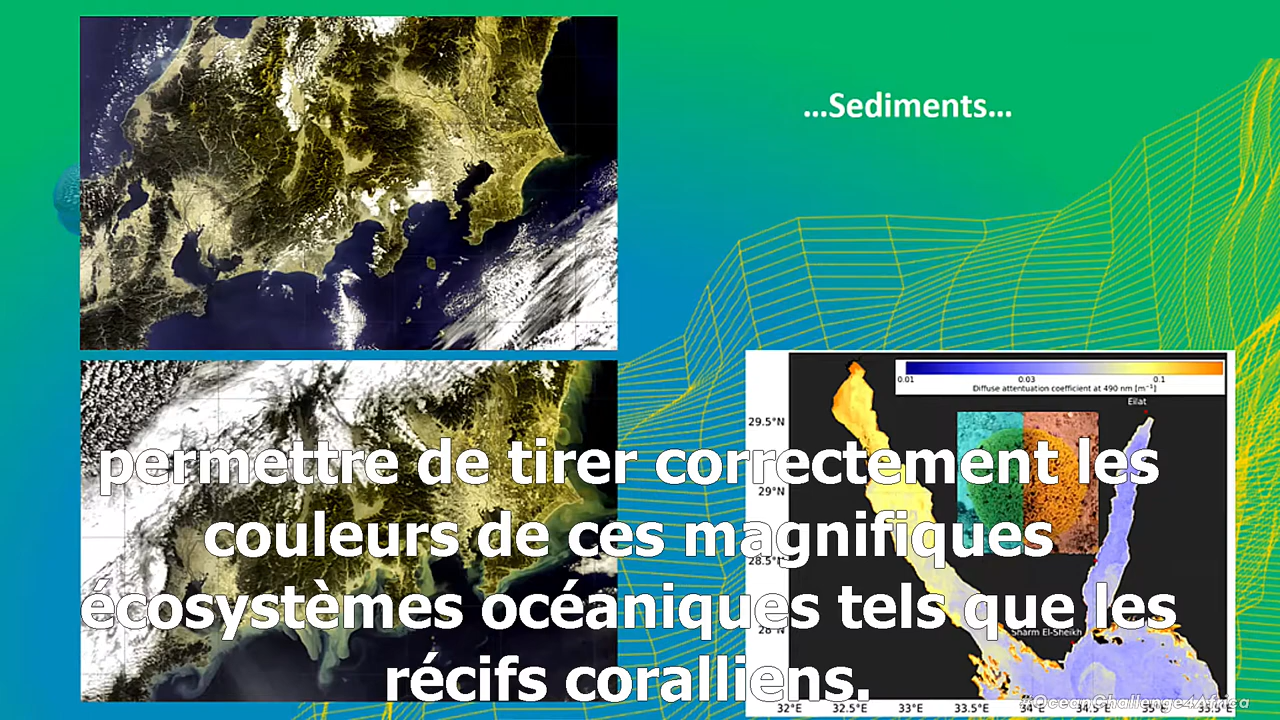 ...Sediments...
0.01 0.03 0.1
Diffuse attentuation coefficient at 490 nm [m⁻¹]
Eilat
29.5°N
29°N
28.5°N
28°N
Sharm El-Sheikh
permettre de tirer correctement les
couleurs de ces magnifiques
écosystèmes océaniques tels que les
récifs coralliens.
#OceanChallenge4Africa
32°E 32.5°E 33°E 33.5°E